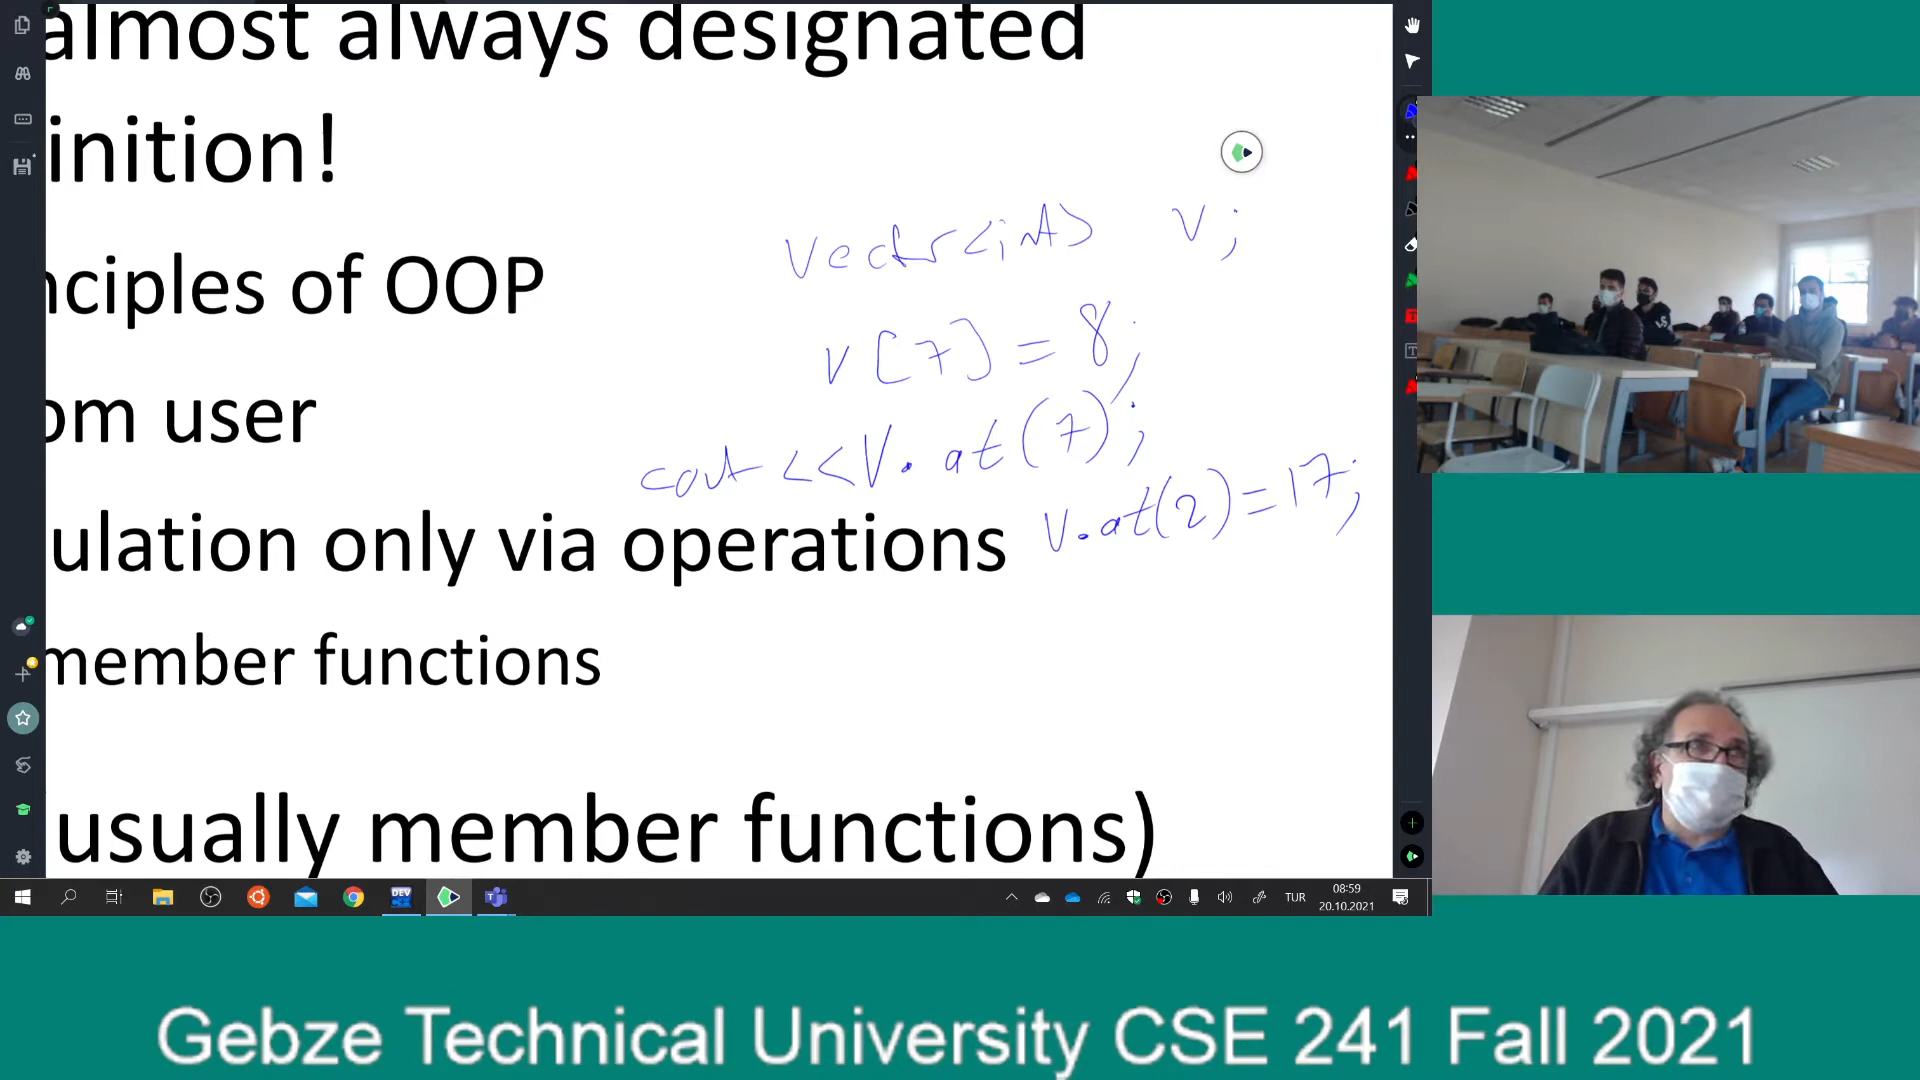 almost always designated
inition!
vector<int> v;
nciples of OOP
v[7] = 8;
om user
cout <<v.at(7);
v.at(2)=17;
ulation only via operations
member functions
usually member functions)
DEV
TUR
08:59
20.10.2021
Gebze Technical University CSE 241 Fall 2021